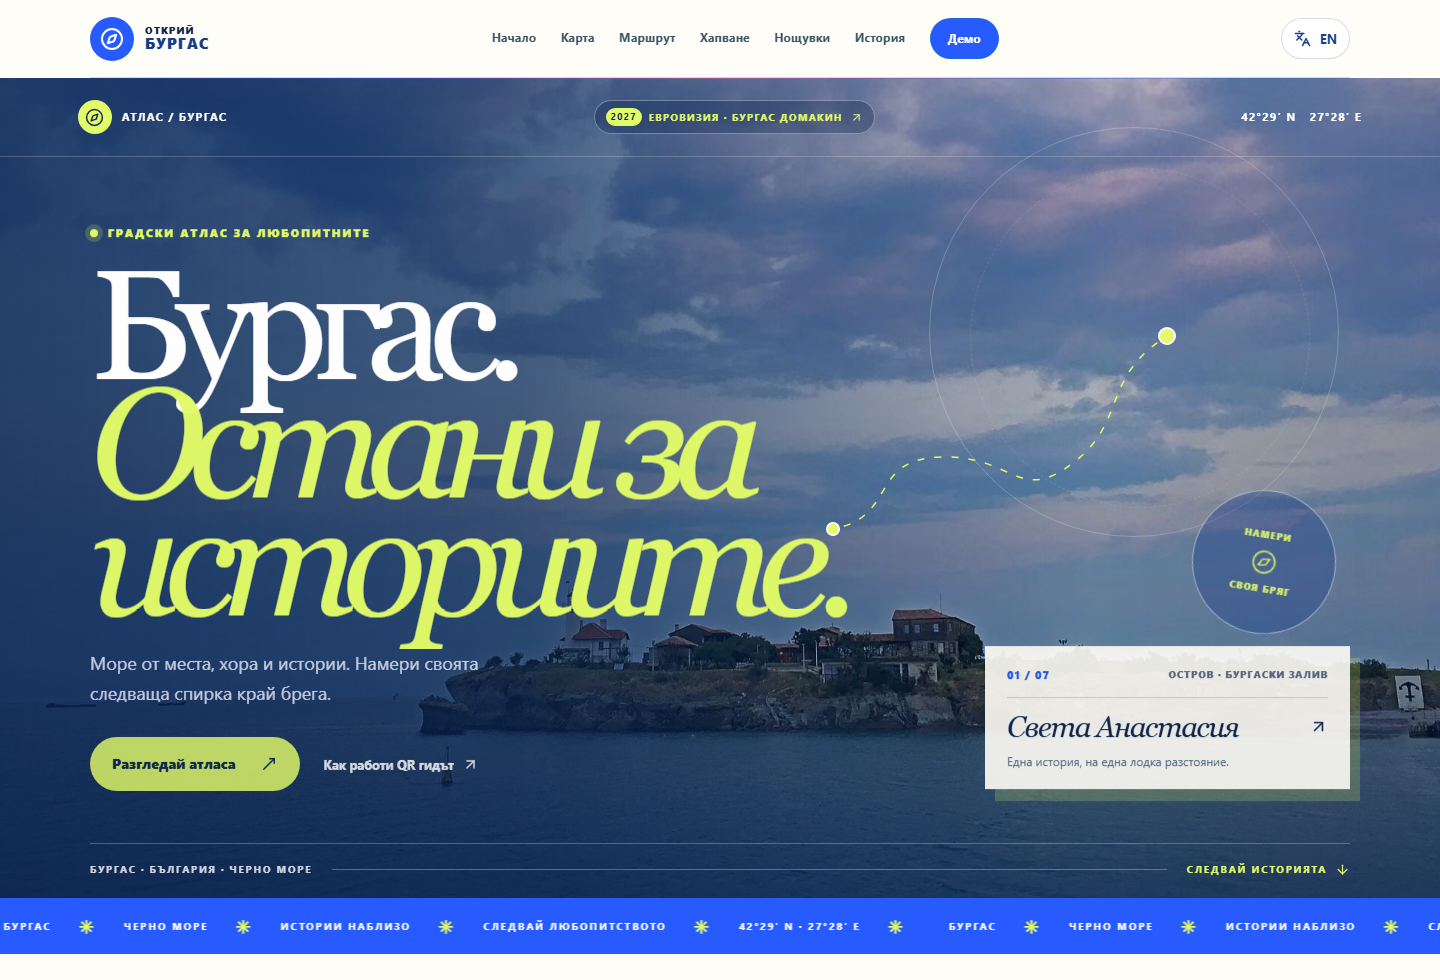 ОТКРИЙ
БУРГАС
Начало Карта Маршрут Хапване Нощувки История Демо
EN
АТЛАС / БУРГАС
2027 ЕВРОВИЗИЯ · БУРГАС ДОМАКИН
42°29′ N 27°28′ E
ГРАДСКИ АТЛАС ЗА ЛЮБОПИТНИТЕ
Бургас.
Остани за
историите.
Море от места, хора и истории. Намери своята
следваща спирка край брега.
Разгледай атласа
Как работи QR гидът
НАМЕРИ
СВОЯ БРЯГ
01 / 07
ОСТРОВ · БУРГАСКИ ЗАЛИВ
Света Анастасия
Една история, на една лодка разстояние.
БУРГАС · БЪЛГАРИЯ · ЧЕРНО МОРЕ
СЛЕДВАЙ ИСТОРИЯТА
БУРГАС ЧЕРНО МОРЕ ИСТОРИИ НАБЛИЗО СЛЕДВАЙ ЛЮБОПИТСТВОТО 42°29′ N · 27°28′ E БУРГАС ЧЕРНО МОРЕ ИСТОРИИ НАБЛИЗО